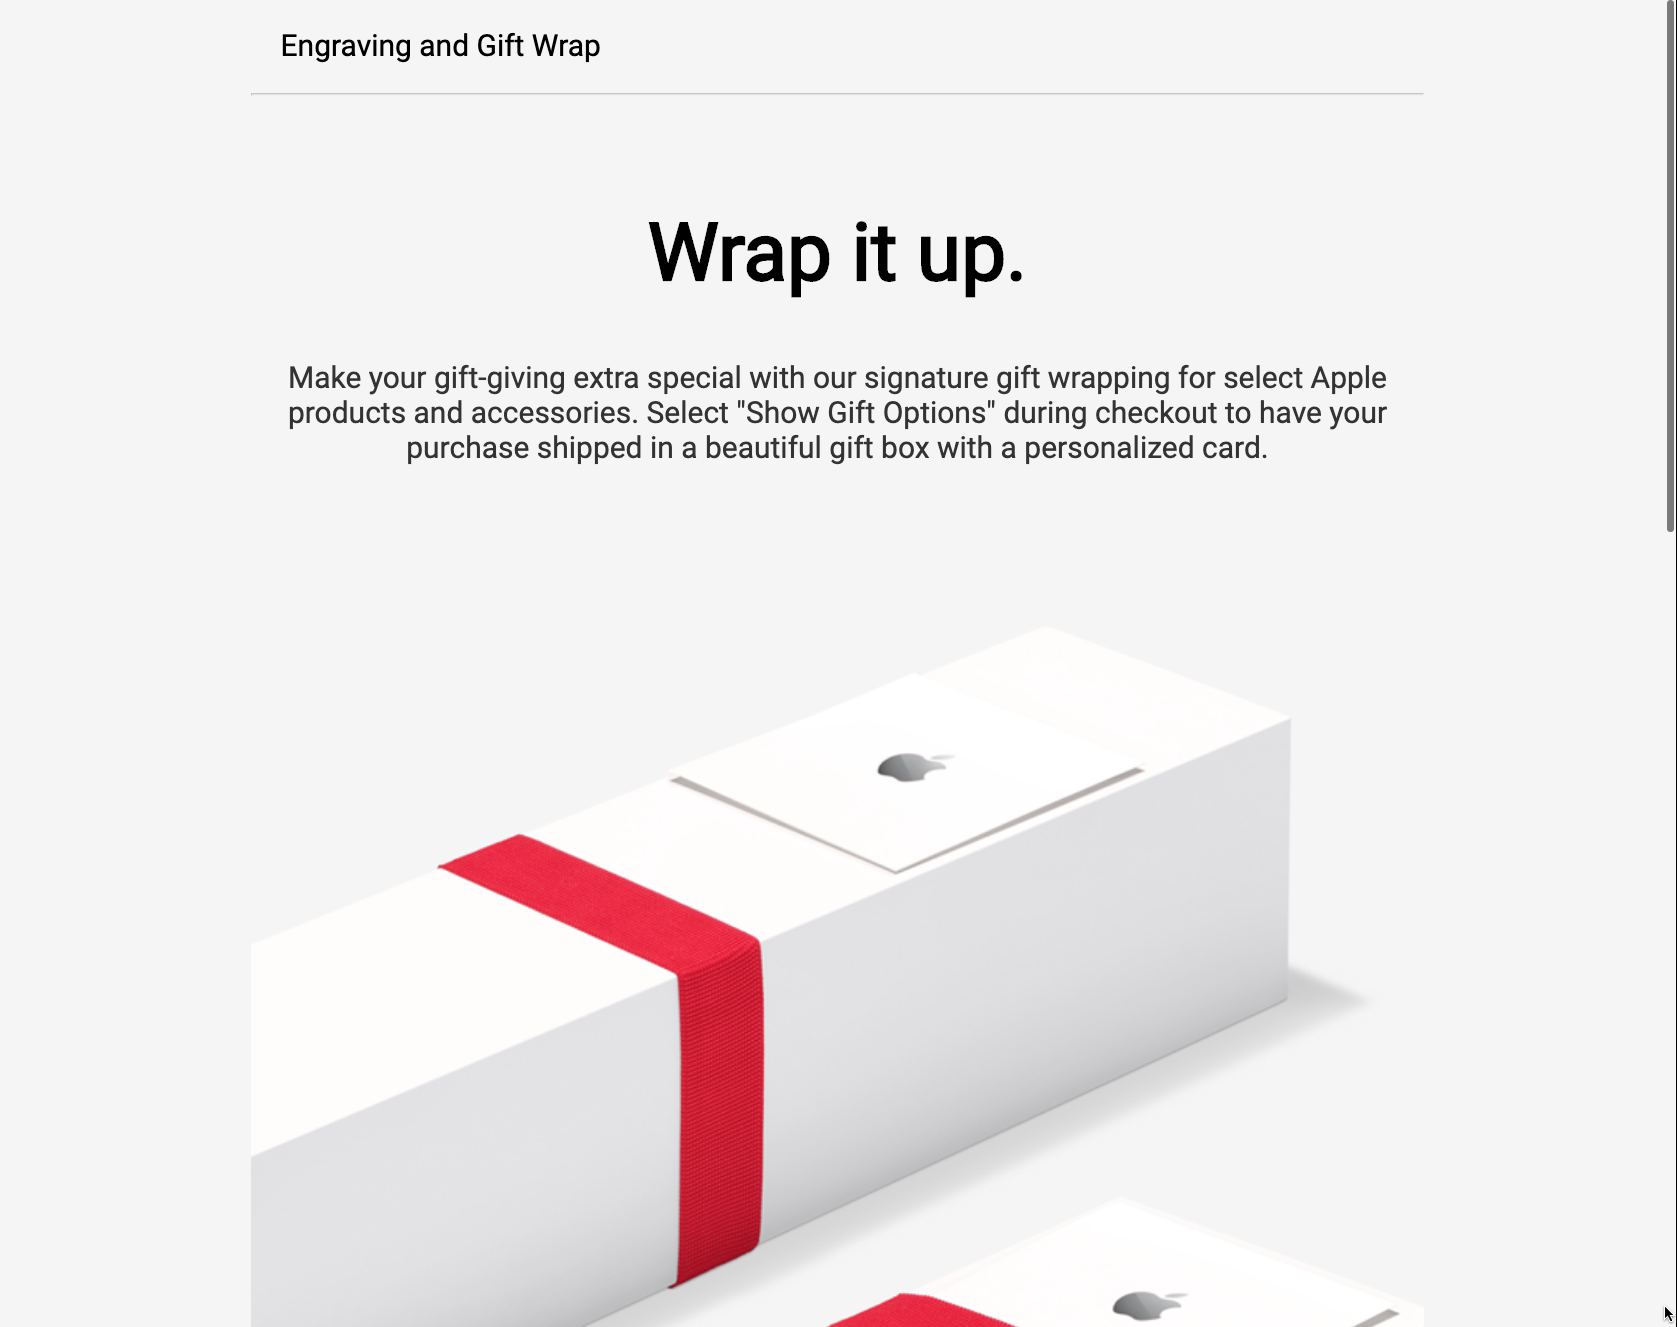 Engraving and Gift Wrap
Wrap it up.
Make your gift-giving extra special with our signature gift wrapping for select Apple
products and accessories. Select "Show Gift Options" during checkout to have your
purchase shipped in a beautiful gift box with a personalized card.